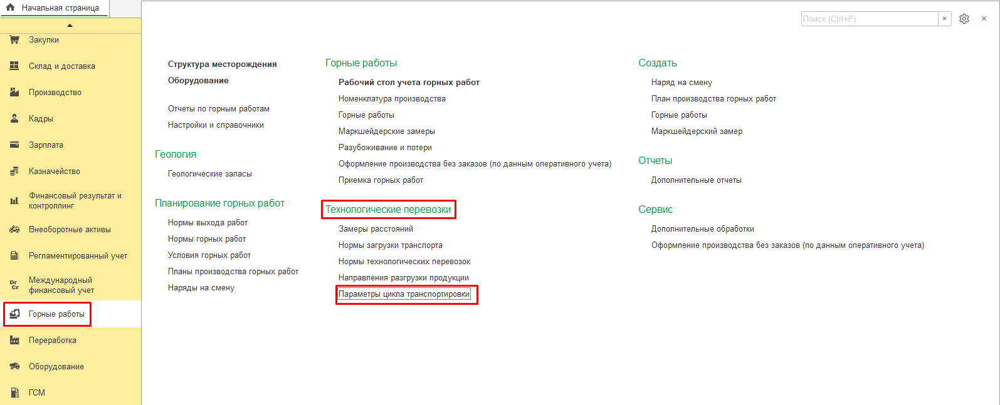 Начальная страница
Поиск (Ctrl+F)
Закупки
Склад и доставка
Производство
Кадры
Зарплата
Казначейство
Финансовый результат и
контроллинг
Внеоборотные активы
Регламентированный учет
Международный
финансовый учет
Горные работы
Переработка
Оборудование
ГСМ
Структура месторождения
Оборудование
Отчеты по горным работам
Настройки и справочники
Геология
Геологические запасы
Планирование горных работ
Нормы выхода работ
Нормы горных работ
Условия горных работ
Планы производства горных работ
Наряды на смену
Горные работы
Рабочий стол учета горных работ
Номенклатура производства
Горные работы
Маркшейдерские замеры
Разубоживание и потери
Оформление производства без заказов (по данным оперативного учета)
Приемка горных работ
Технологические перевозки
Замеры расстояний
Нормы загрузки транспорта
Нормы технологических перевозок
Направления разгрузки продукции
Параметры цикла транспортировки
Создать
Наряд на смену
План производства горных работ
Горные работы
Маркшейдерский замер
Отчеты
Дополнительные отчеты
Сервис
Дополнительные обработки
Оформление производства без заказов (по данным оперативного учета)